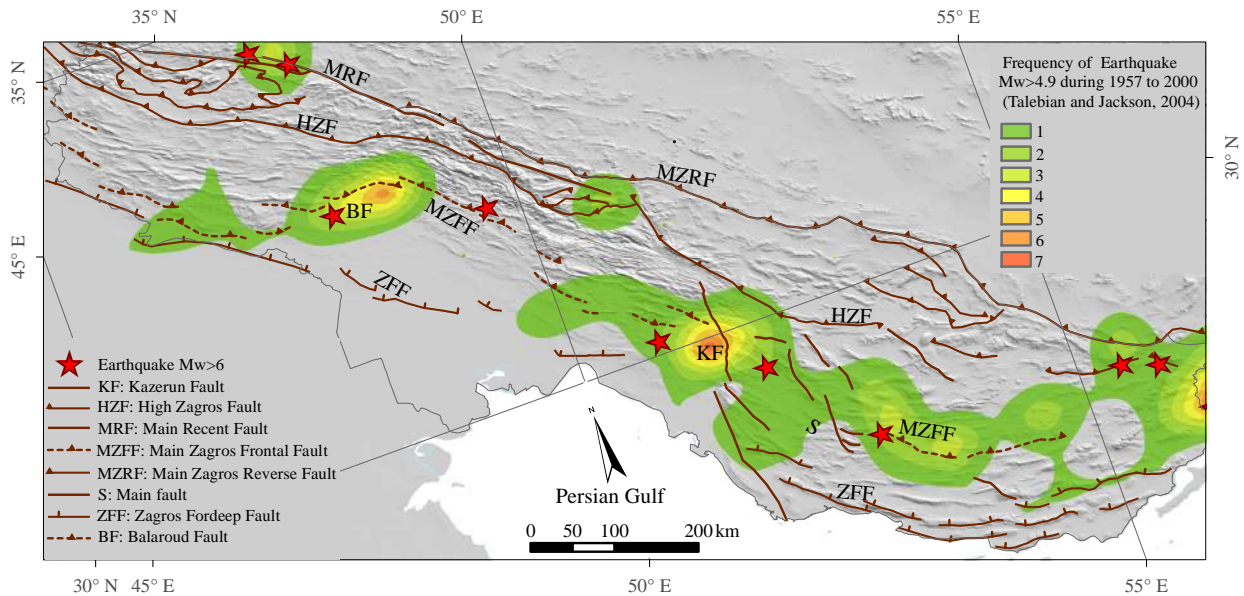 35° N
50° E
55° E
35° N
45° E
30° N
MRF
HZF
MZRF
BF
MZFF
ZFF
HZF
KF
S
MZFF
ZFF
Frequency of Earthquake
Mw>4.9 during 1957 to 2000
(Talebian and Jackson, 2004)
1
2
3
4
5
6
7
Earthquake Mw>6
KF: Kazerun Fault
HZF: High Zagros Fault
MRF: Main Recent Fault
MZFF: Main Zagros Frontal Fault
MZRF: Main Zagros Reverse Fault
S: Main fault
ZFF: Zagros Fordeep Fault
BF: Balaroud Fault
N
Persian Gulf
0 50 100 200 km
30° N 45° E
50° E
55° E